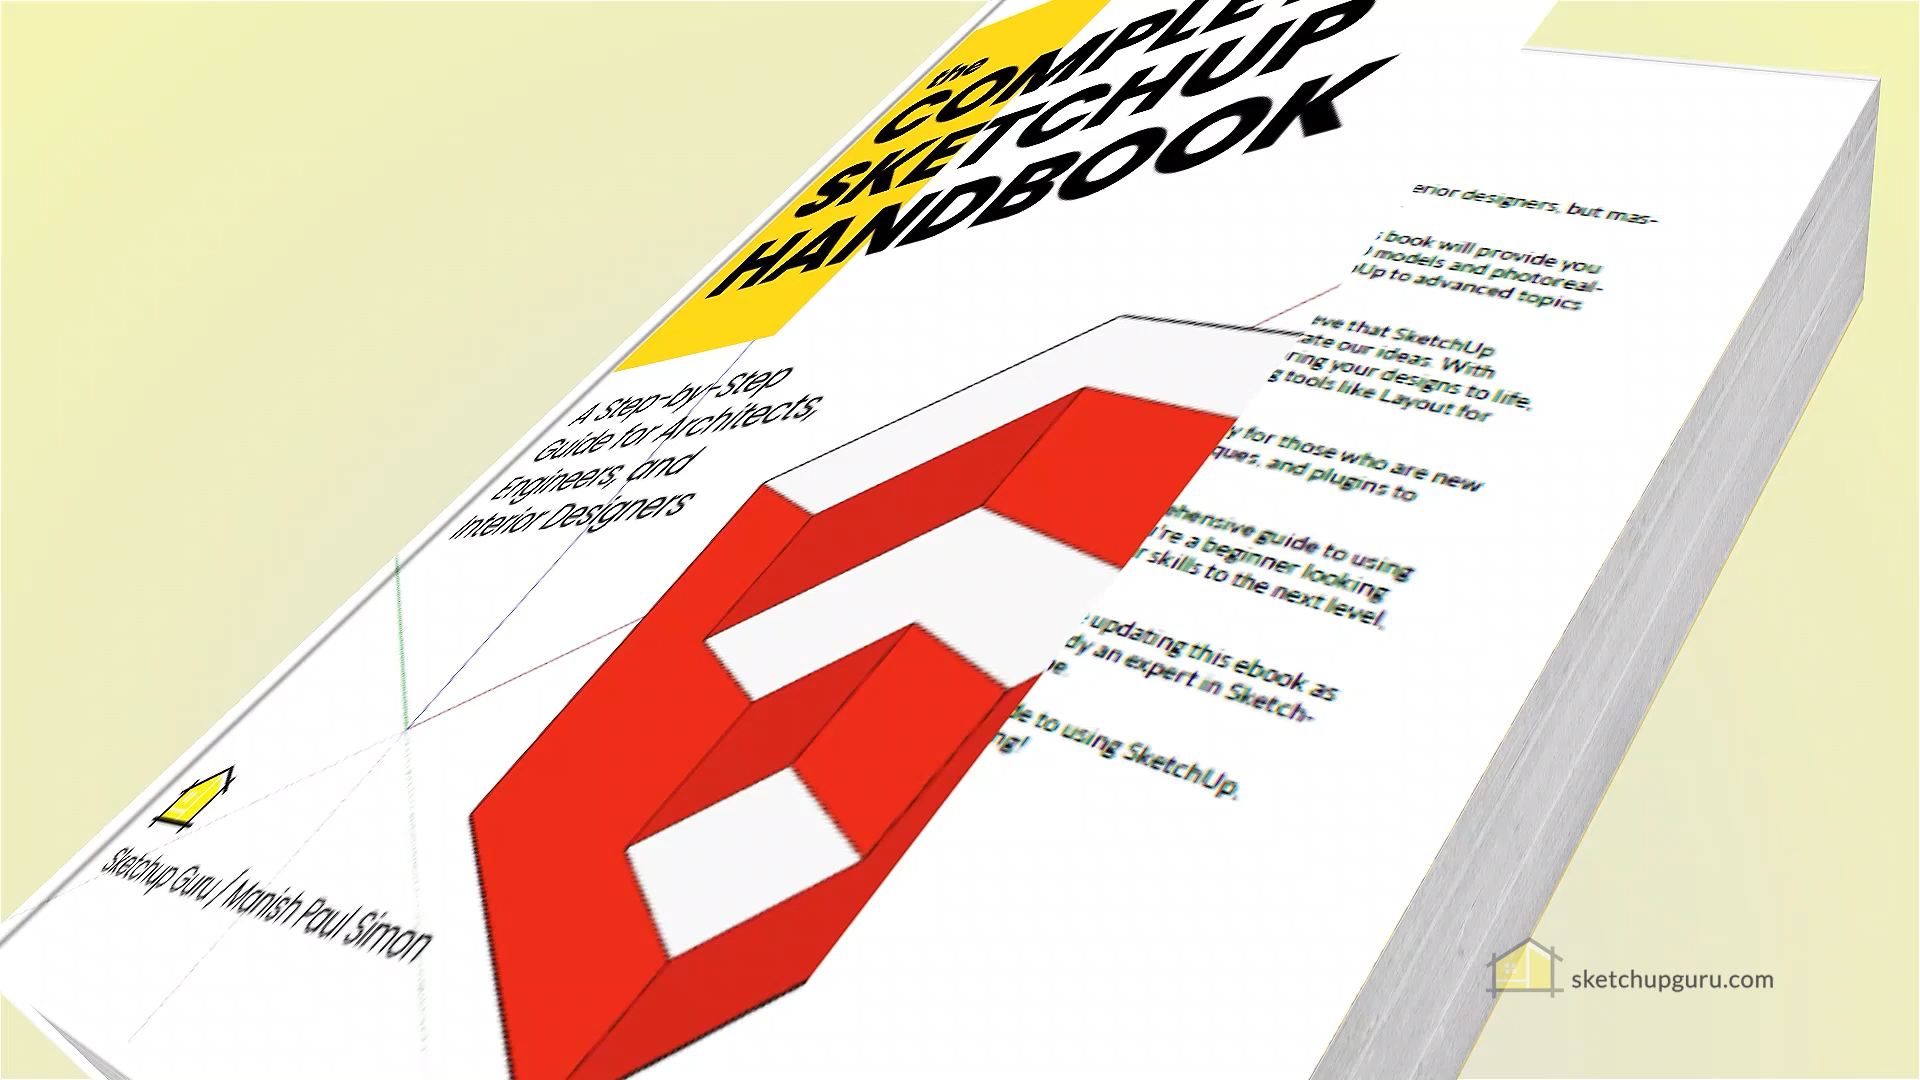 the
COMPLE
SKETCHUP
HANDBOOK
A Step-by-Step
Guide for Architects,
Engineers, and
Interior Designers
Sketchup Guru / Manish Paul Simon
erior designers, but mas-
book will provide you
models and photoreal-
Up to advanced topics
eve that SketchUp
ate our ideas. With
ring your designs to life,
g tools like Layout for
y for those who are new
ques, and plugins to
ehensive guide to using
're a beginner looking
r skills to the next level,
updating this ebook as
dy an expert in Sketch-
e.
de to using SketchUp.
ng!
sketchupguru.com